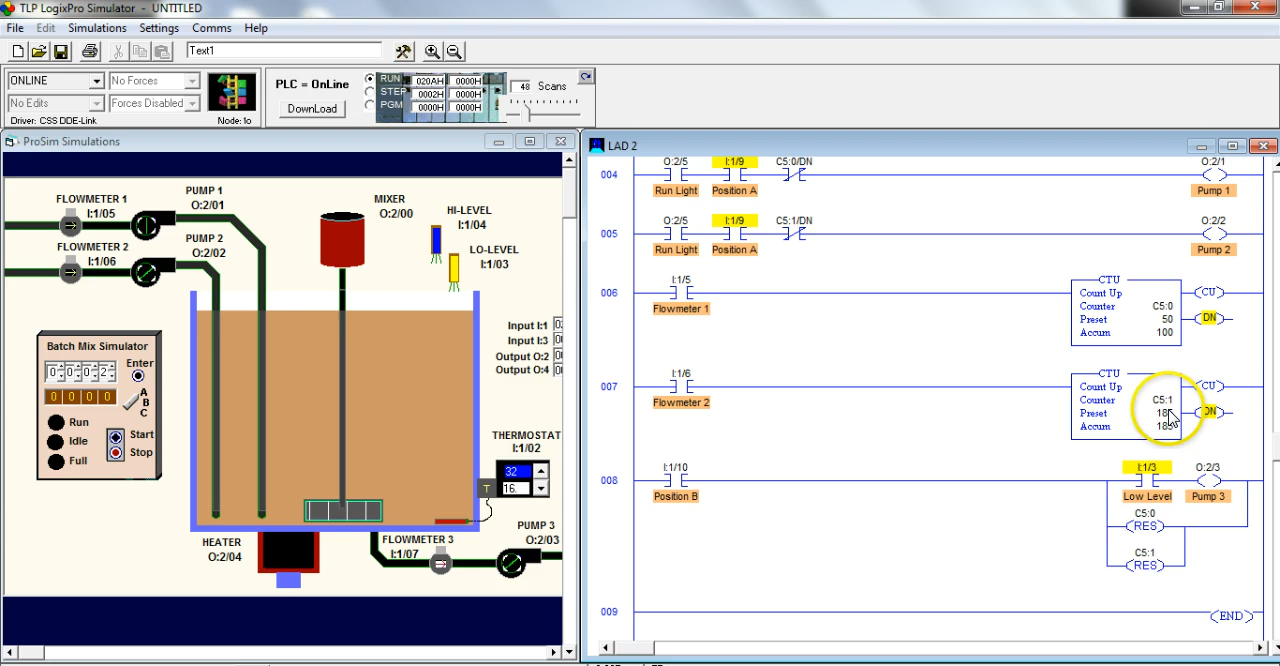 TLP LogixPro Simulator - UNTITLED
File Edit Simulations Settings Comms Help
Text1
ONLINE No Forces
No Edits Forces Disabled
Driver: CSS DDE-Link Node: 1o
PLC = OnLine
DownLoad
RUN 020AH 0000H
STEP 0002H 0000H
PGM 0000H 0000H
48 Scans
ProSim Simulations
FLOWMETER 1
I:1/05
PUMP 1
O:2/01
FLOWMETER 2
I:1/06
PUMP 2
O:2/02
MIXER
O:2/00
HI-LEVEL
I:1/04
LO-LEVEL
I:1/03
Input I:1
Input I:3
Output O:2
Output O:4
Batch Mix Simulator
0 0 0 2
Enter
0 0 0 0
A
B
C
Run
Idle
Full
Start
Stop
THERMOSTAT
I:1/02
32
16.
T
HEATER
O:2/04
FLOWMETER 3
I:1/07
PUMP 3
O:2/03
LAD 2
004
O:2/5 I:1/9 C5:0/DN O:2/1
Run Light Position A Pump 1
005
O:2/5 I:1/9 C5:1/DN O:2/2
Run Light Position A Pump 2
006
I:1/5
Flowmeter 1
CTU
Count Up CU
Counter C5:0
Preset 50 DN
Accum 100
007
I:1/6
Flowmeter 2
CTU
Count Up CU
Counter C5:1
Preset DN
Accum
008
I:1/10 I:1/3 O:2/3
Position B Low Level Pump 3
C5:0
RES
C5:1
RES
009
END